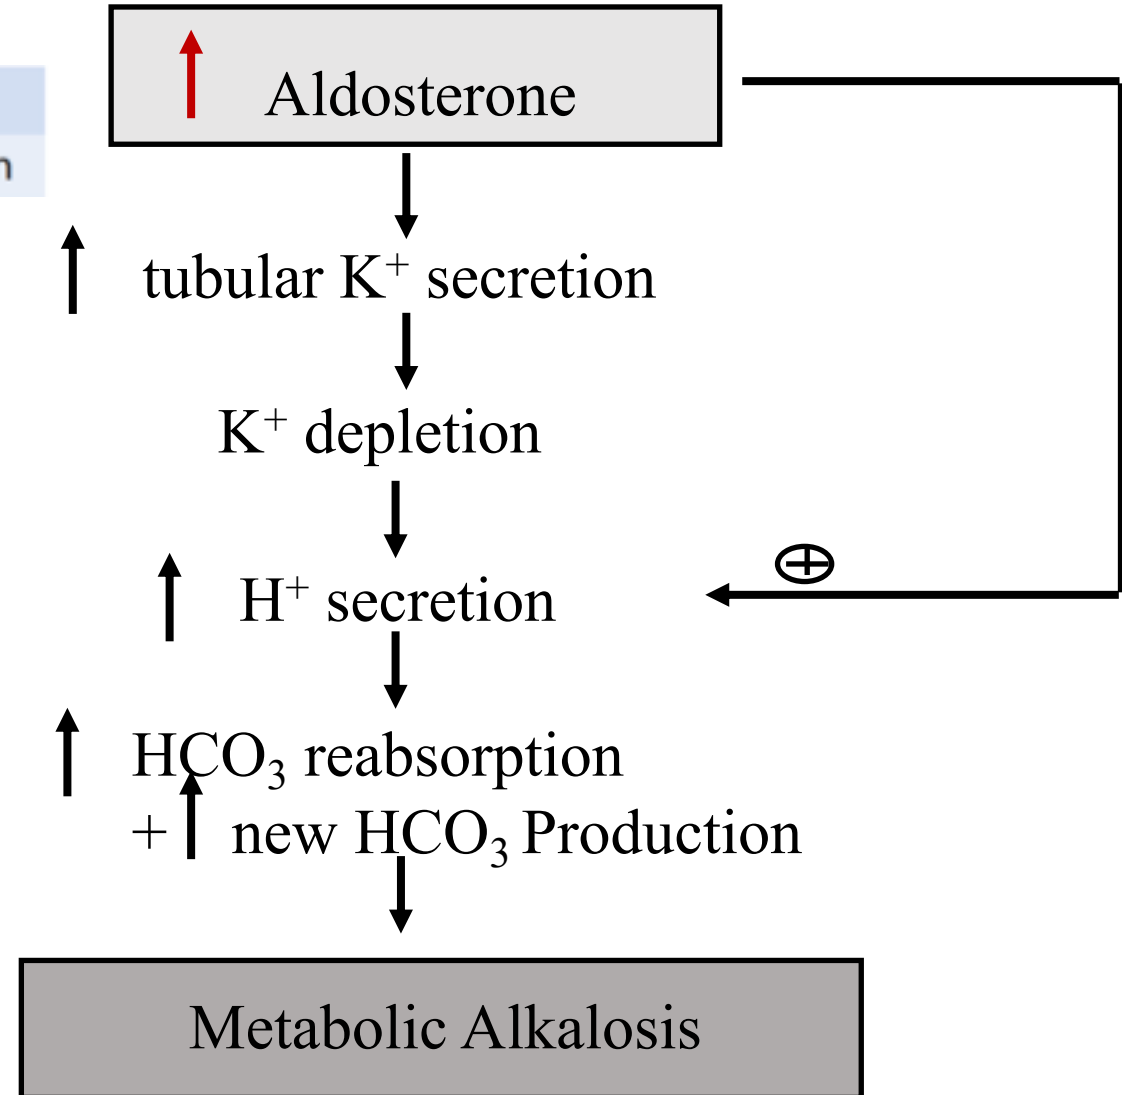 ↑ Aldosterone
n
↑ tubular K⁺ secretion
K⁺ depletion
⊕
↑ H⁺ secretion
↑ HCO₃ reabsorption
+ ↑ new HCO₃ Production
Metabolic Alkalosis